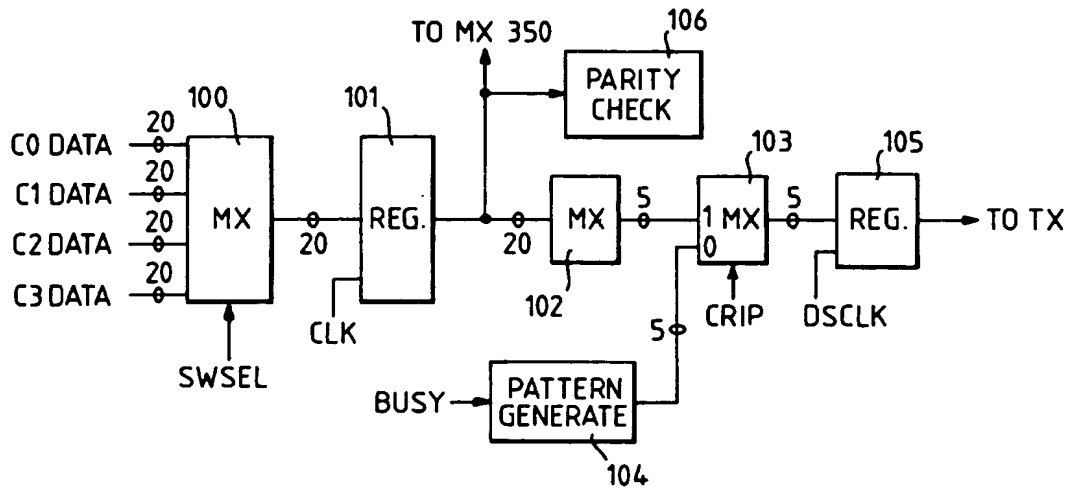 TO MX 350
106
PARITY
CHECK
100
101
20
C0 DATA
20
C1 DATA
20
C2 DATA
20
C3 DATA
MX
20
REG.
20
MX
5
1
0
MX
5
REG.
TO TX
103
105
102
CLK
SWSEL
5
CRIP
DSCLK
BUSY
PATTERN
GENERATE
104